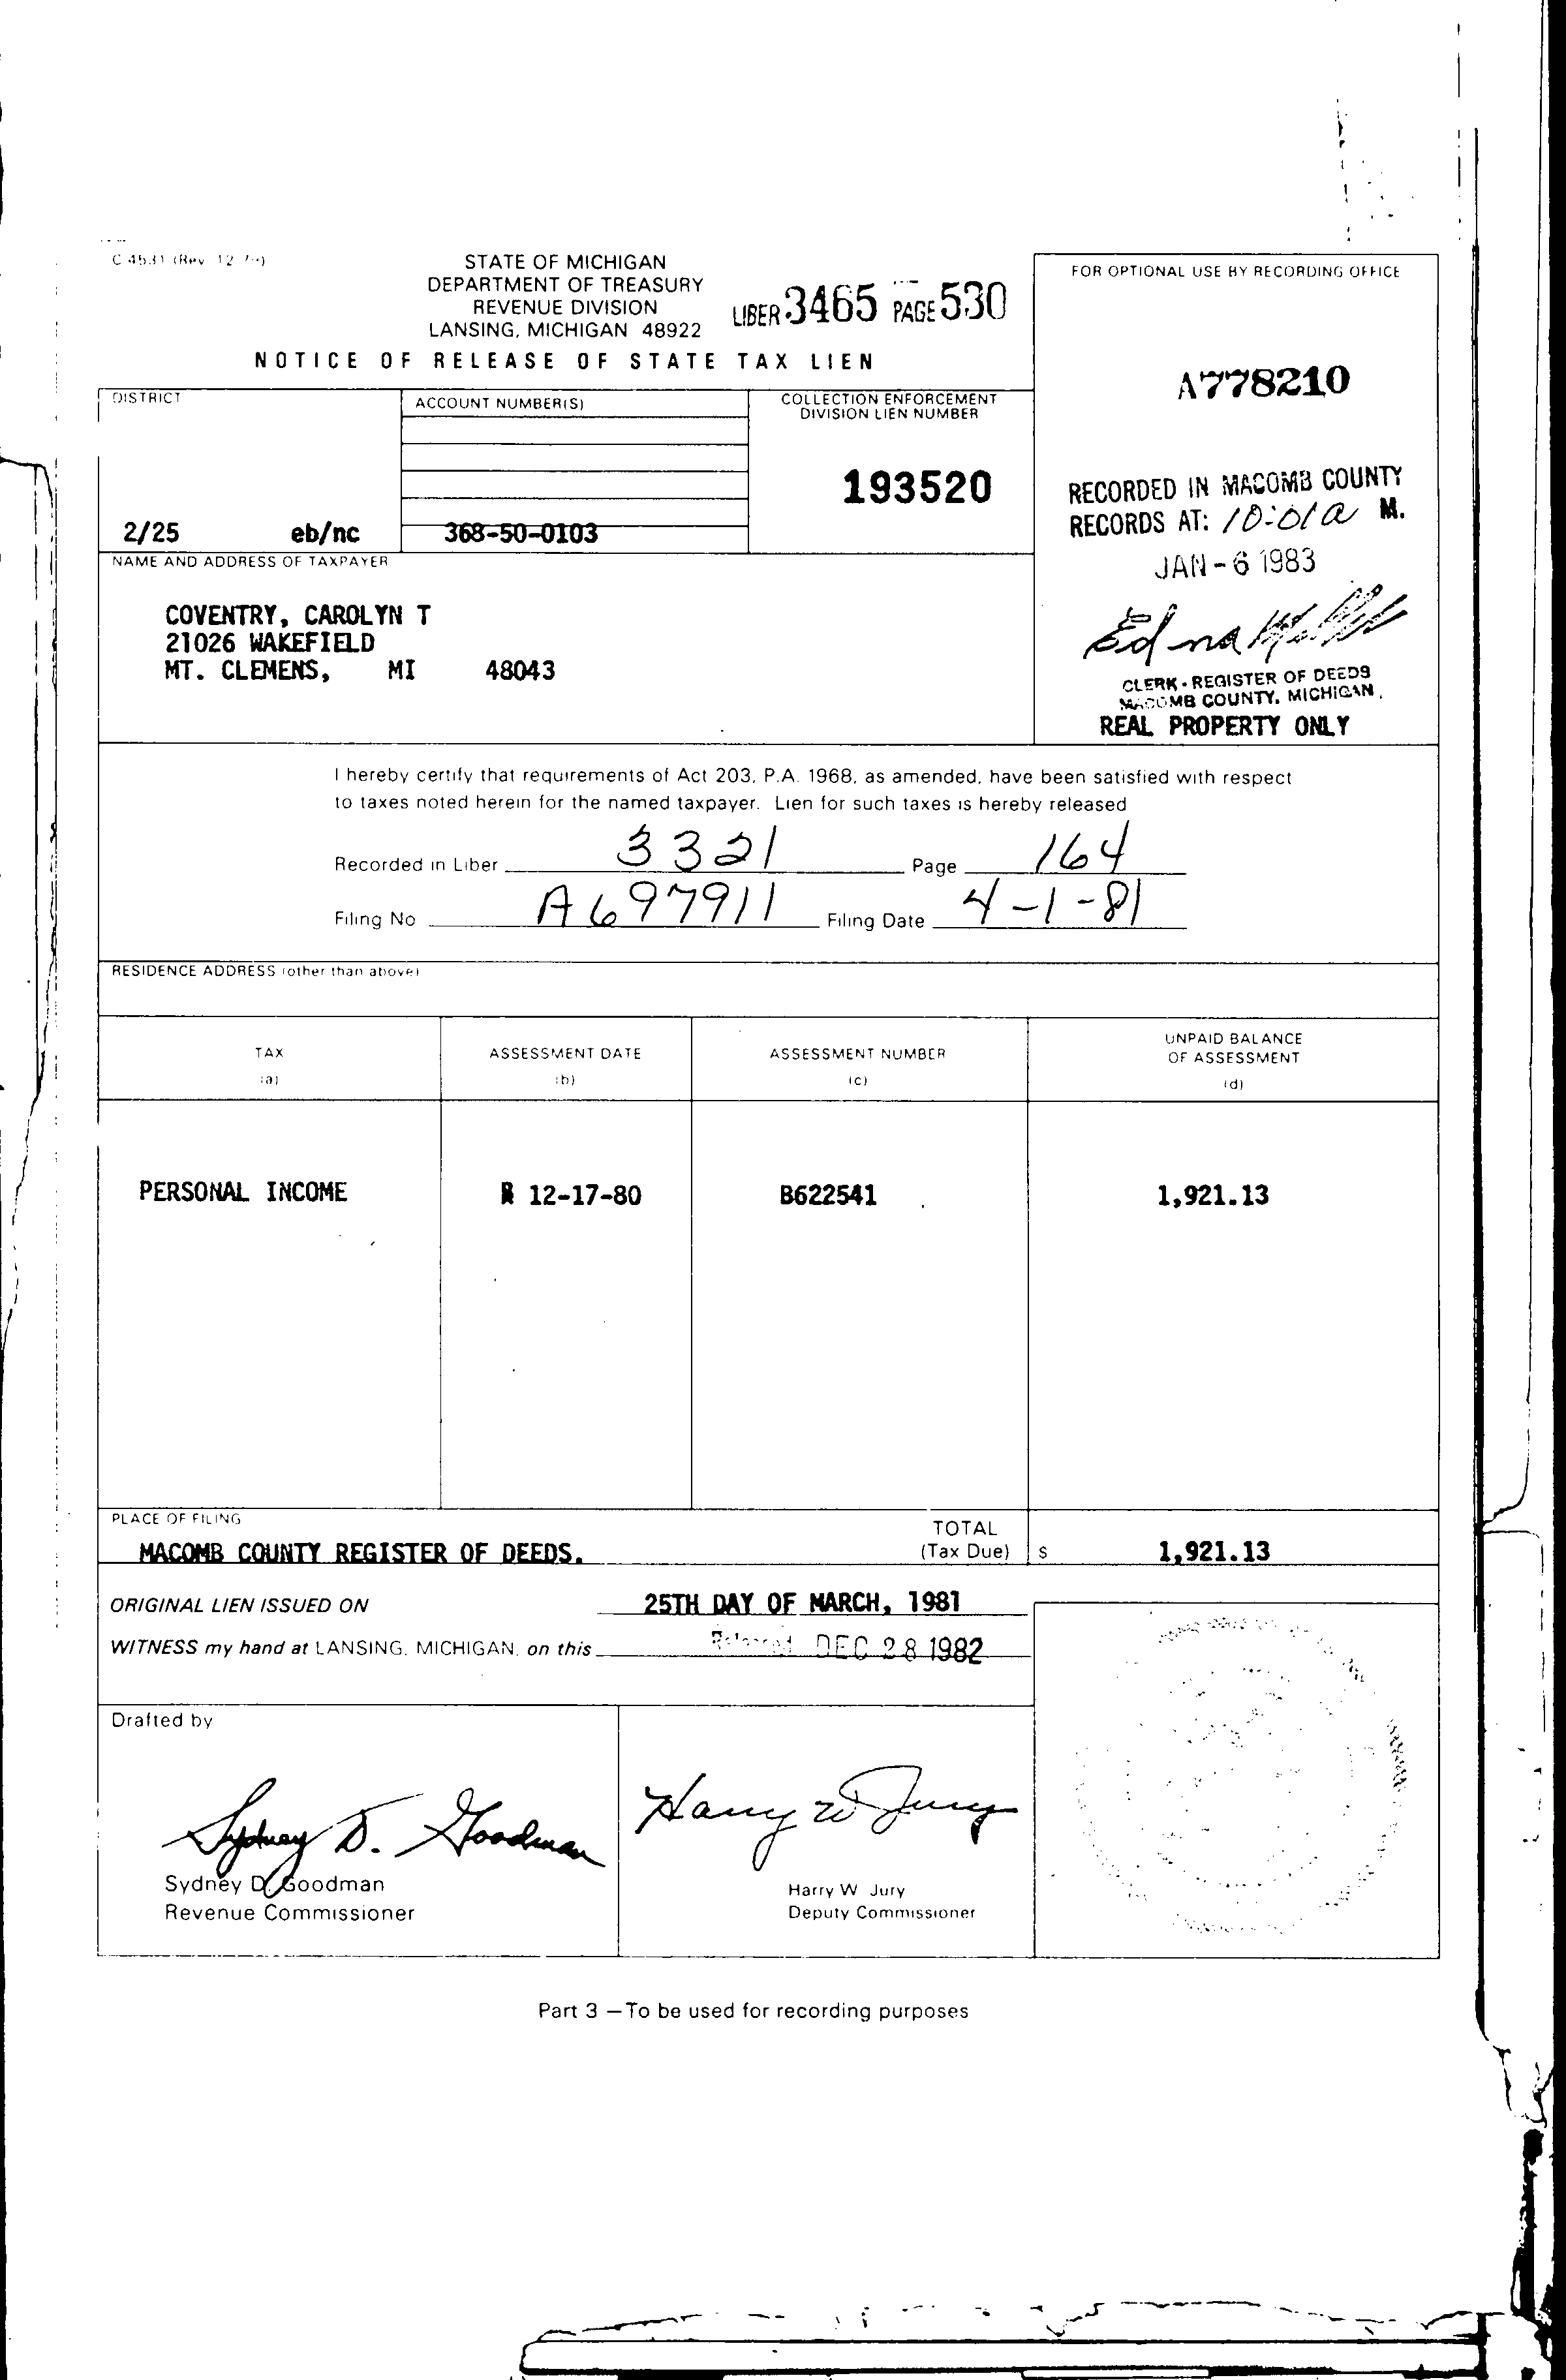 C-4531 (Rev. 12-79)
STATE OF MICHIGAN
DEPARTMENT OF TREASURY
REVENUE DIVISION
LANSING, MICHIGAN 48922
LIBER 3465 PAGE 530
NOTICE OF RELEASE OF STATE TAX LIEN
FOR OPTIONAL USE BY RECORDING OFFICE
A778210
RECORDED IN MACOMB COUNTY
RECORDS AT: 10:01a M.
JAN - 6 1983
Edna Miller
CLERK - REGISTER OF DEEDS
MACOMB COUNTY, MICHIGAN
REAL PROPERTY ONLY
DISTRICT
2/25 eb/nc
ACCOUNT NUMBER(S)
368-50-0103
COLLECTION ENFORCEMENT
DIVISION LIEN NUMBER
193520
NAME AND ADDRESS OF TAXPAYER
COVENTRY, CAROLYN T
21026 WAKEFIELD
MT. CLEMENS, MI 48043
I hereby certify that requirements of Act 203, P.A. 1968, as amended, have been satisfied with respect
to taxes noted herein for the named taxpayer. Lien for such taxes is hereby released
Recorded in Liber 3321 Page 164
Filing No A697911 Filing Date 4-1-81
RESIDENCE ADDRESS (other than above)
TAX
(a)
ASSESSMENT DATE
(b)
ASSESSMENT NUMBER
(c)
UNPAID BALANCE
OF ASSESSMENT
(d)
PERSONAL INCOME 12-17-80 B622541 1,921.13
PLACE OF FILING
MACOMB COUNTY REGISTER OF DEEDS.
TOTAL
(Tax Due) $ 1,921.13
ORIGINAL LIEN ISSUED ON 25TH DAY OF MARCH, 1981
WITNESS my hand at LANSING, MICHIGAN, on this Released DEC 28 1982
Drafted by
Sydney D. Goodman
Sydney D. Goodman
Revenue Commissioner
Harry W Jury
Harry W Jury
Deputy Commissioner
Part 3 — To be used for recording purposes